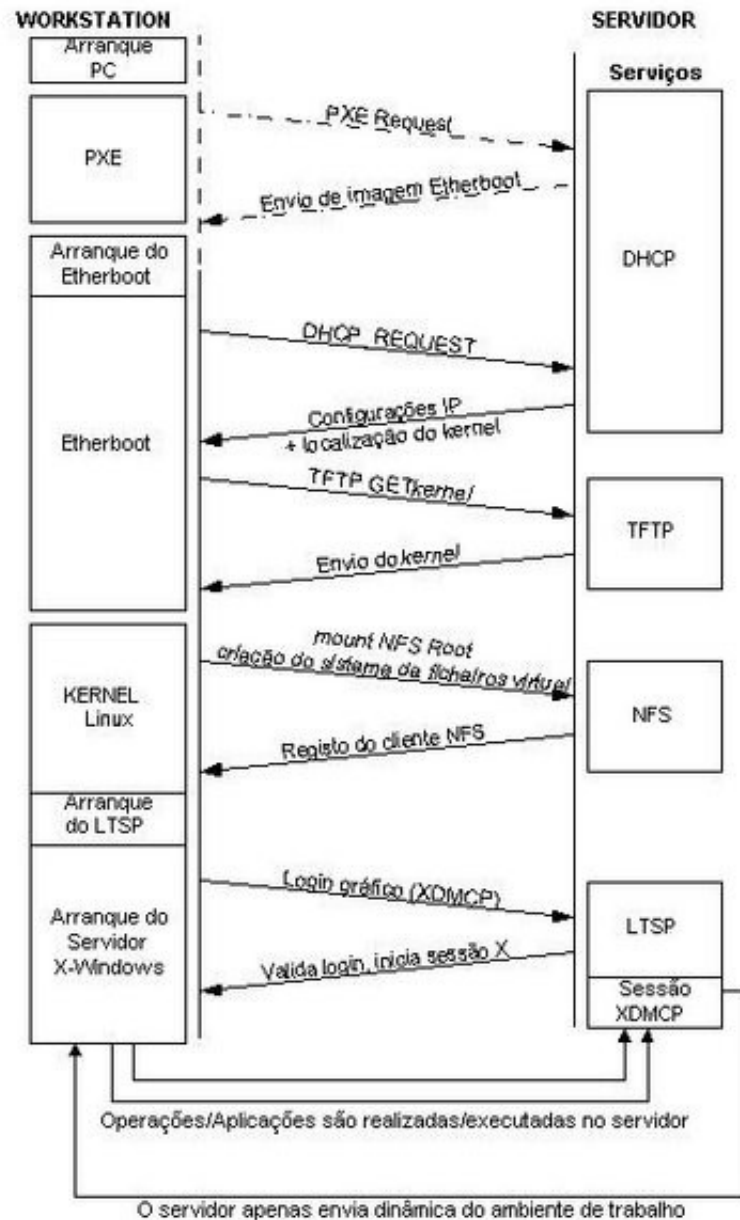 WORKSTATION
SERVIDOR
Arranque
PC
Serviços
PXE
PXE Request
Envio de imagem Etherboot
DHCP
Arranque do
Etherboot
Etherboot
DHCP_REQUEST
Configurações IP
+ localização do kernel
TFTP GET kernel
TFTP
Envio do kernel
KERNEL
Linux
mount NFS Root
criação do sistema de ficheiros virtual
NFS
Registo do cliente NFS
Arranque
do LTSP
Arranque do
Servidor
X-Windows
Login gráfico (XDMCP)
LTSP
Valida login, inicia sessão X
Sessão
XDMCP
Operações/Aplicações são realizadas/executadas no servidor
O servidor apenas envia dinâmica do ambiente de trabalho